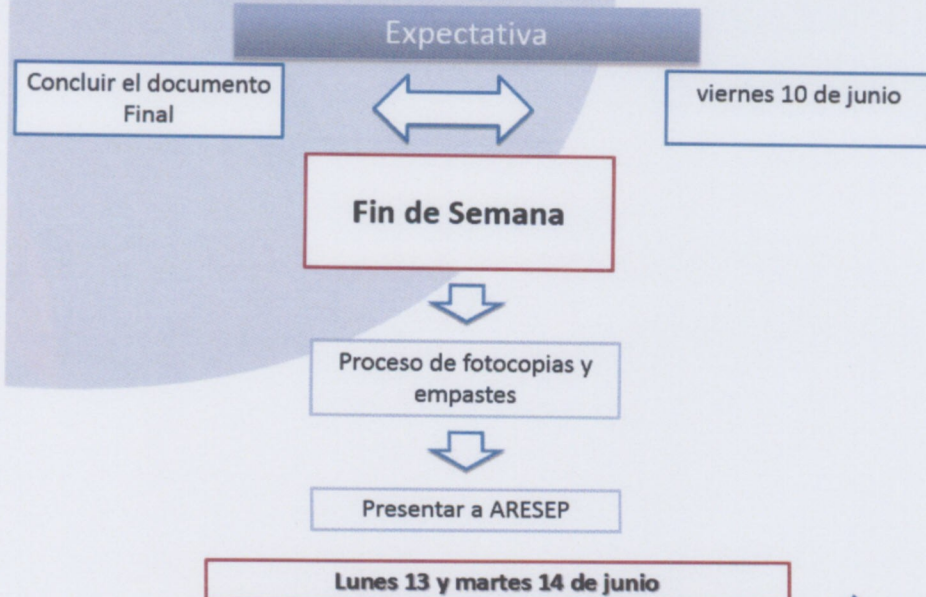 Expectativa
Concluir el documento
Final
viernes 10 de junio
Fin de Semana
Proceso de fotocopias y
empastes
Presentar a ARESEP
Lunes 13 y martes 14 de junio